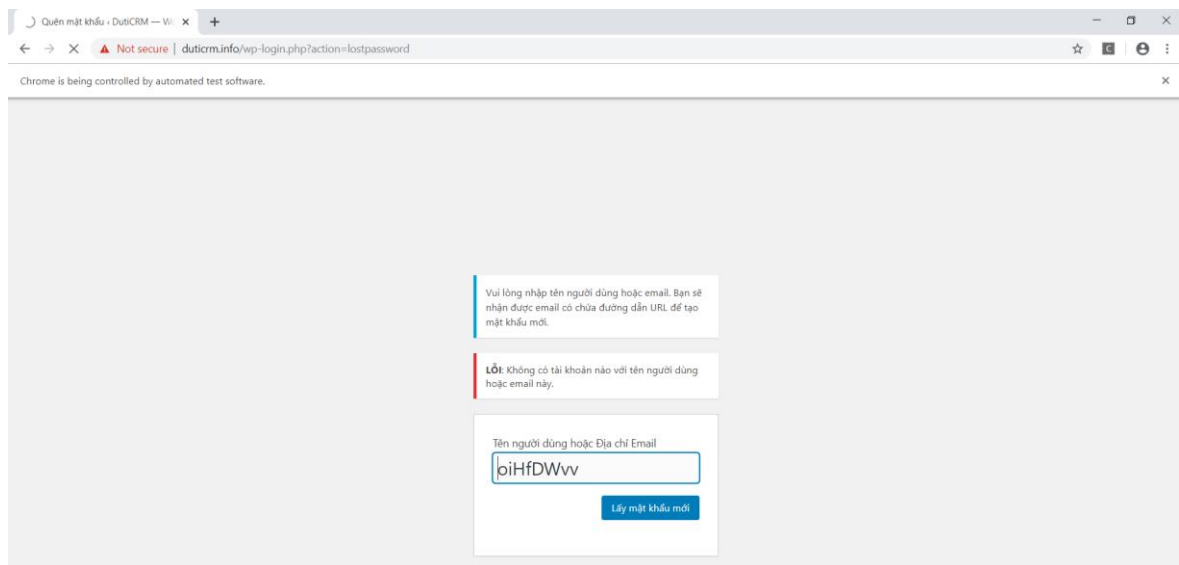 Quên mật khẩu ‹ DutiCRM — W
Not secure | duticrm.info/wp-login.php?action=lostpassword
Chrome is being controlled by automated test software.
Vui lòng nhập tên người dùng hoặc email. Bạn sẽ
nhận được email có chứa đường dẫn URL để tạo
mật khẩu mới.
LỖI: Không có tài khoản nào với tên người dùng
hoặc email này.
Tên người dùng hoặc Địa chỉ Email
oiHfDWvv
Lấy mật khẩu mới